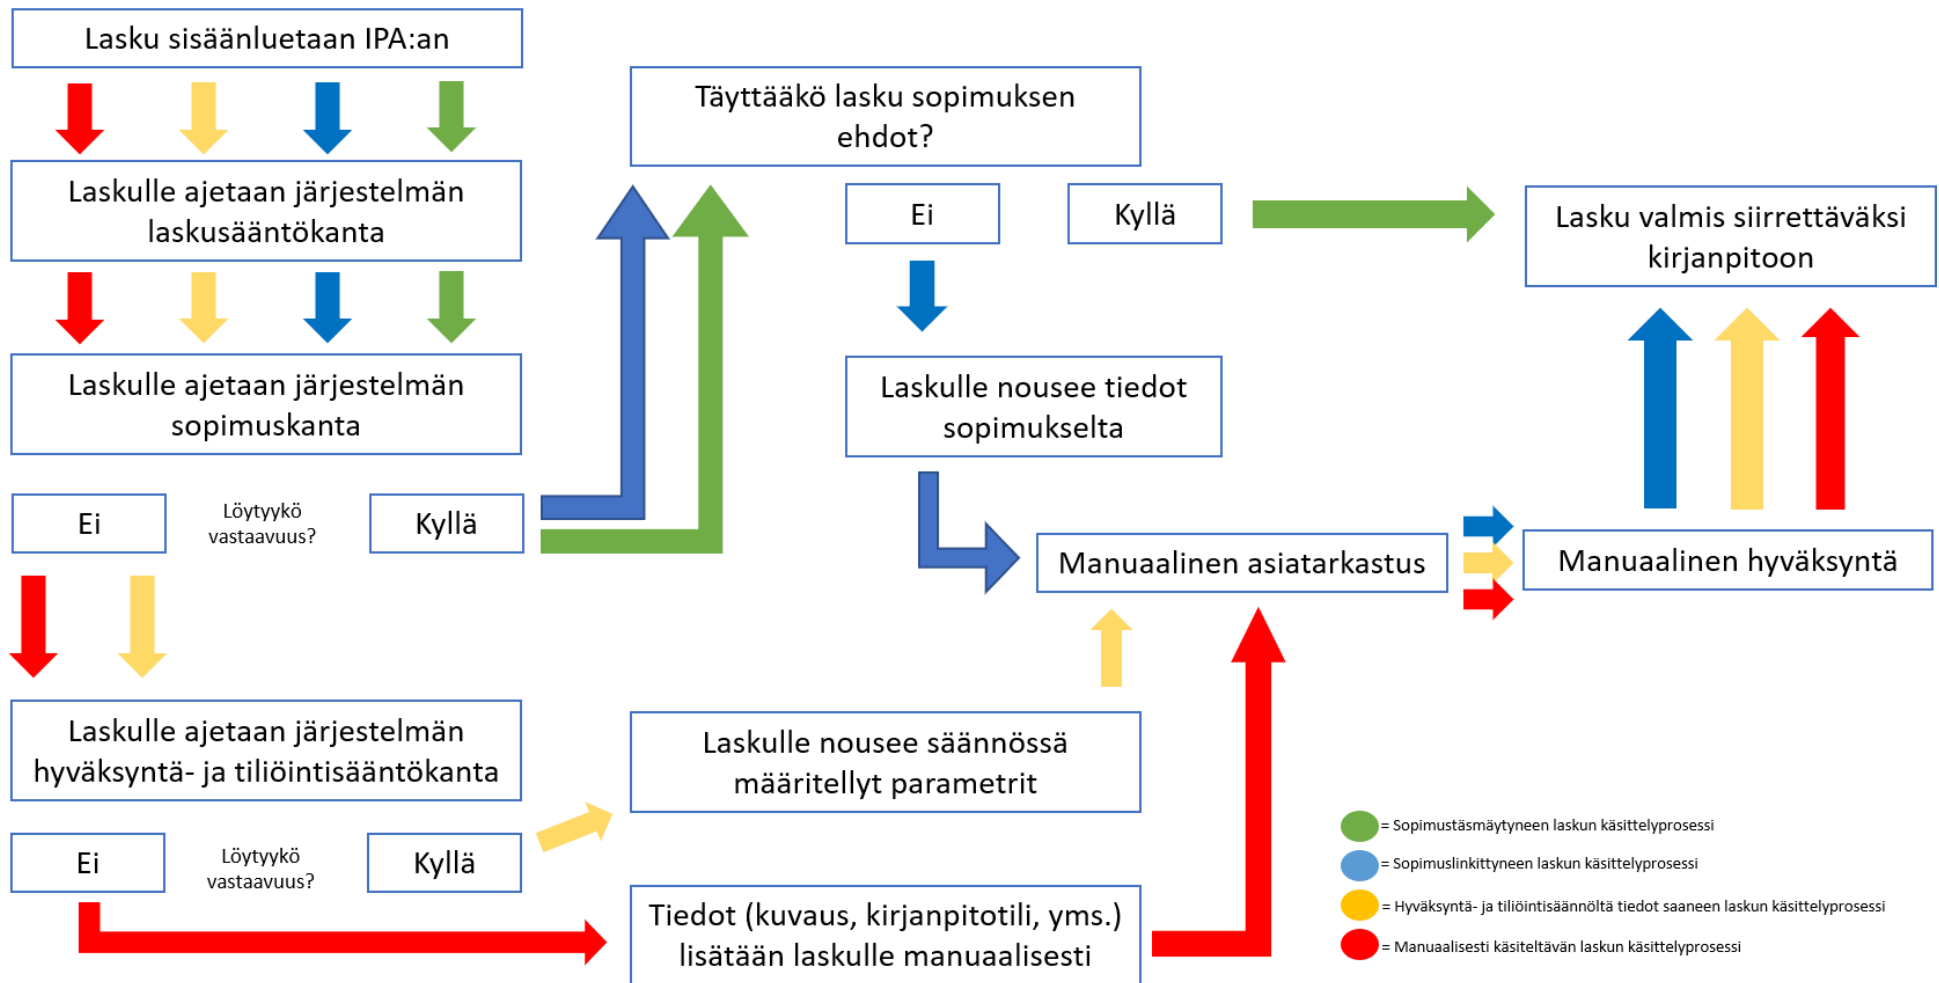 Lasku sisäänluetaan IPA:an
Laskulle ajetaan järjestelmän
laskusääntökanta
Laskulle ajetaan järjestelmän
sopimuskanta
Ei
Löytyykö
vastaavuus?
Kyllä
Laskulle ajetaan järjestelmän
hyväksyntä- ja tiliöintisääntökanta
Ei
Löytyykö
vastaavuus?
Kyllä
Täyttääkö lasku sopimuksen
ehdot?
Ei
Kyllä
Laskulle nousee tiedot
sopimukselta
Manuaalinen asiatarkastus
Laskulle nousee säännössä
määritellyt parametrit
Tiedot (kuvaus, kirjanpitotili, yms.)
lisätään laskulle manuaalisesti
Lasku valmis siirrettäväksi
kirjanpitoon
Manuaalinen hyväksyntä
= Sopimustäsmäytyneen laskun käsittelyprosessi
= Sopimuslinkittyneen laskun käsittelyprosessi
= Hyväksyntä- ja tiliöintisäännöltä tiedot saaneen laskun käsittelyprosessi
= Manuaalisesti käsiteltävän laskun käsittelyprosessi